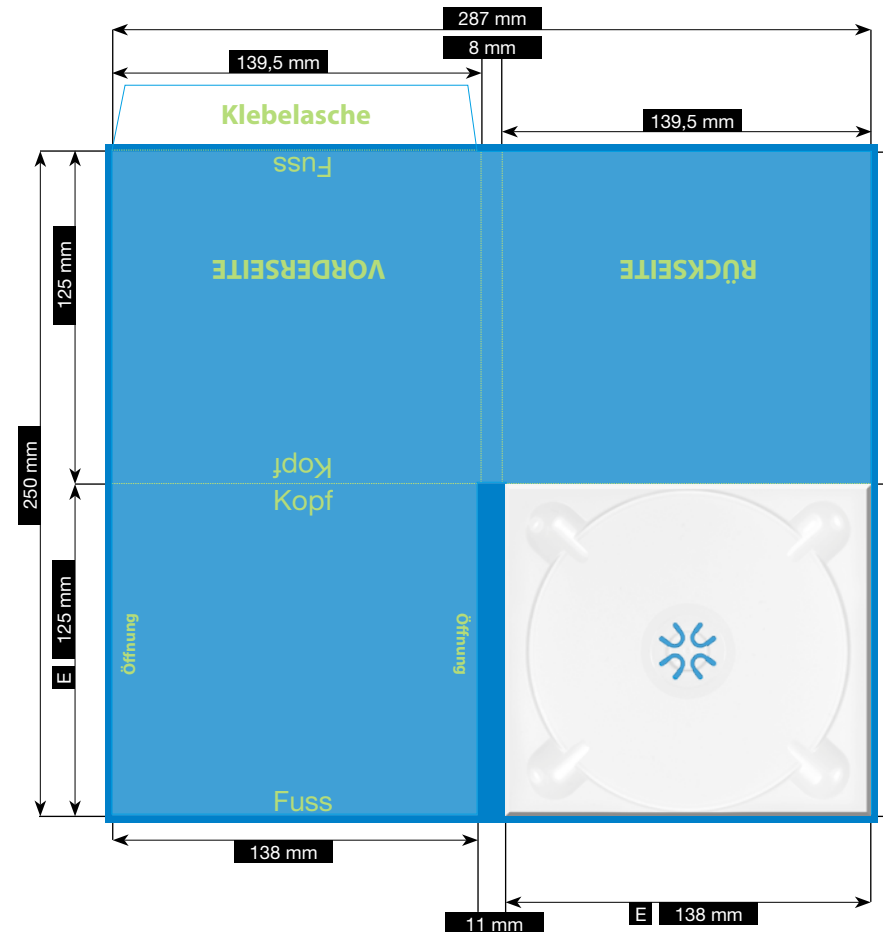 287 mm
8 mm
139,5 mm
Klebelasche
139,5 mm
Fuss
VORDERSEITE
RÜCKSEITE
125 mm
250 mm
Kopf
Kopf
125 mm
E
Öffnung
Öffnung
Fuss
138 mm
11 mm
E 138 mm